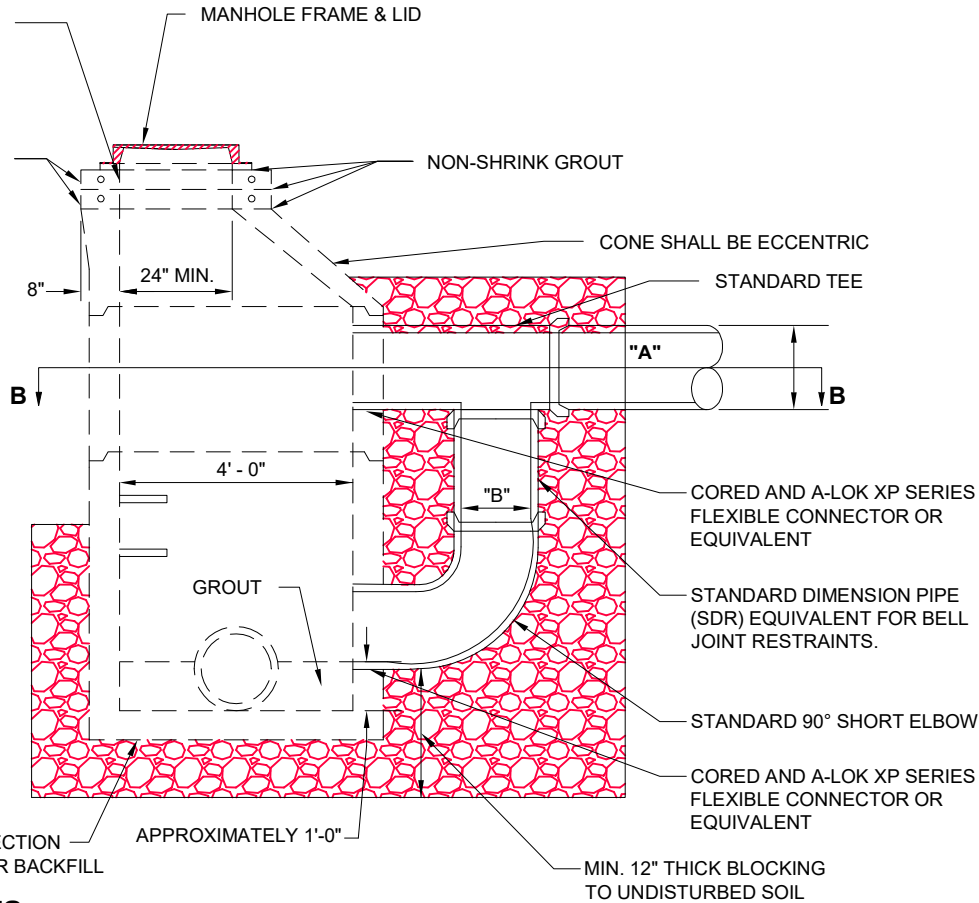 MANHOLE FRAME & LID
NON-SHRINK GROUT
CONE SHALL BE ECCENTRIC
STANDARD TEE
8"
24" MIN.
"A"
B
B
4' - 0"
"B"
CORED AND A-LOK XP SERIES
FLEXIBLE CONNECTOR OR
EQUIVALENT
GROUT
STANDARD DIMENSION PIPE
(SDR) EQUIVALENT FOR BELL
JOINT RESTRAINTS.
STANDARD 90° SHORT ELBOW
CORED AND A-LOK XP SERIES
FLEXIBLE CONNECTOR OR
EQUIVALENT
APPROXIMATELY 1'-0"
ECTION
R BACKFILL
MIN. 12" THICK BLOCKING
TO UNDISTURBED SOIL